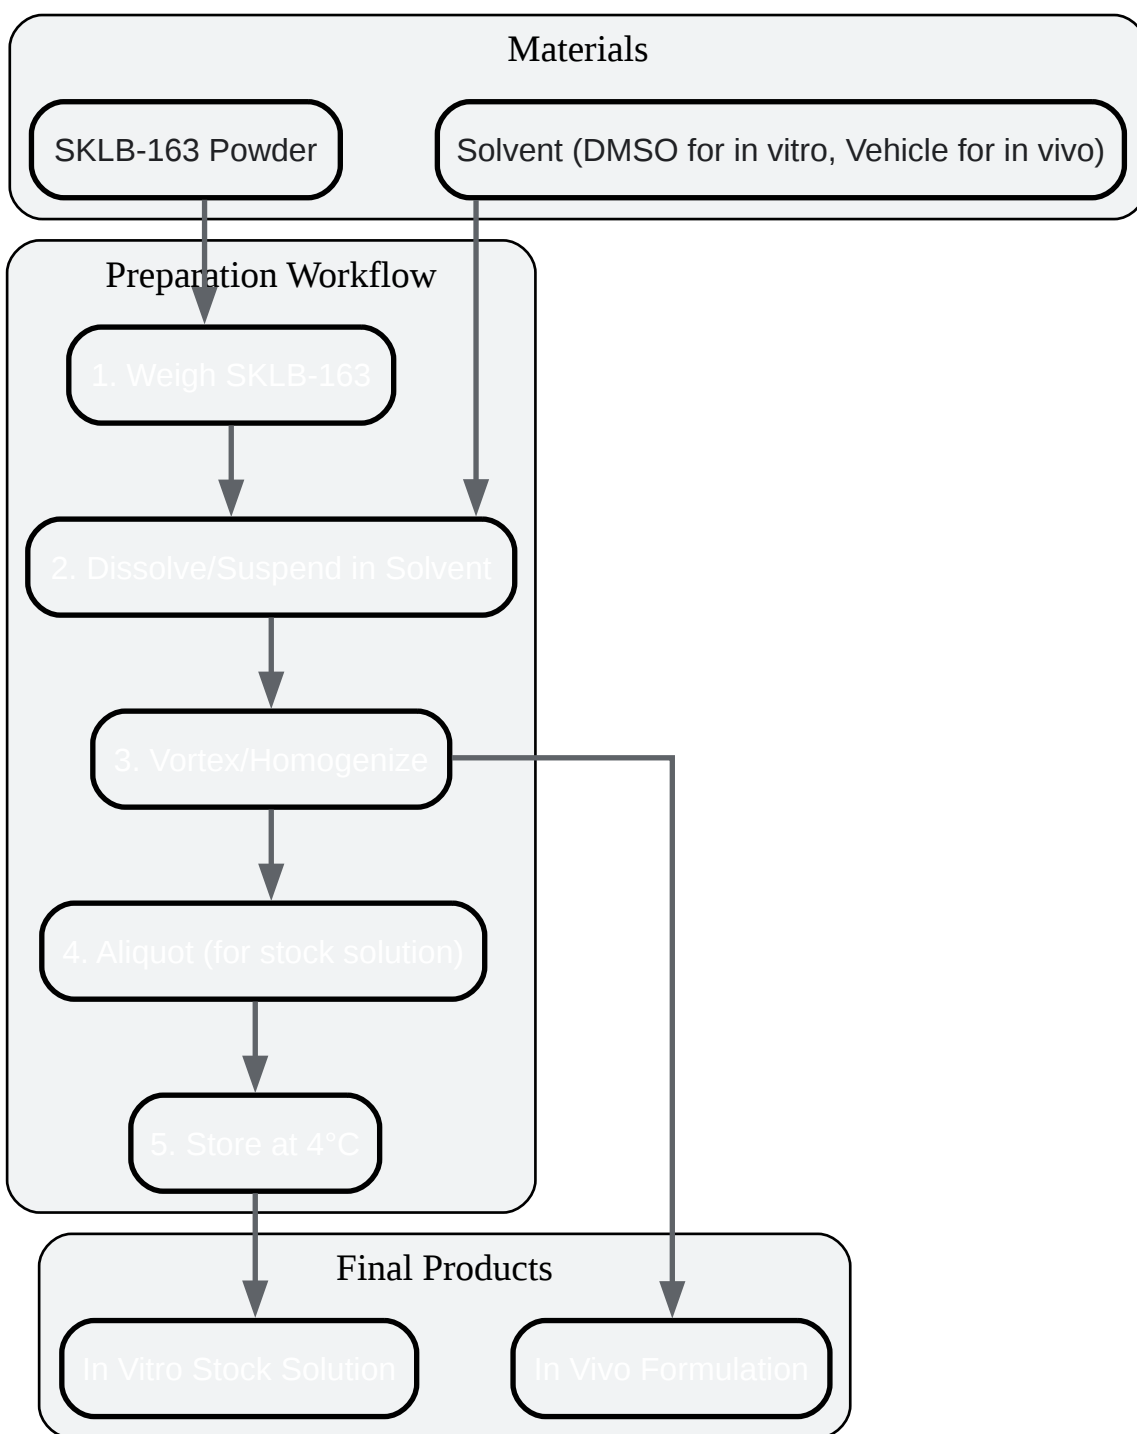 Materials
SKLB-163 Powder
Solvent (DMSO for in vitro, Vehicle for in vivo)
Preparation Workflow
1. Weigh SKLB-163
2. Dissolve/Suspend in Solvent
3. Vortex/Homogenize
4. Aliquot (for stock solution)
5. Store at 4°C
Final Products
In Vitro Stock Solution
In Vivo Formulation